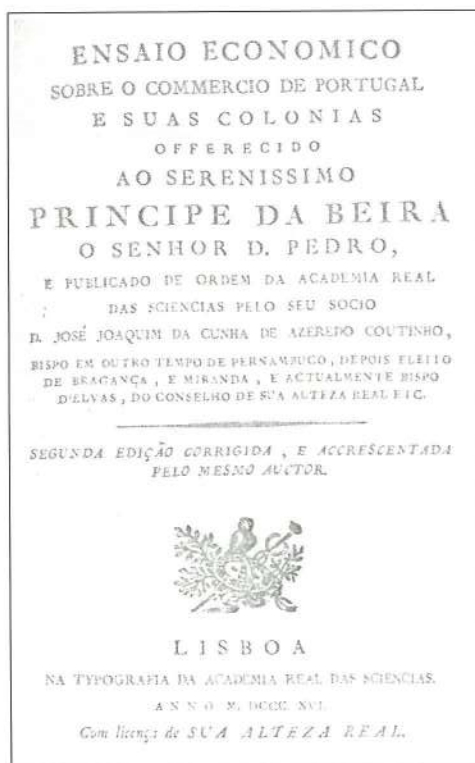 ENSAIO ECONOMICO
SOBRE O COMMERCIO DE PORTUGAL
E SUAS COLONIAS
OFFERECIDO
AO SERENISSIMO
PRINCIPE DA BEIRA
O SENHOR D. PEDRO,
E PUBLICADO DE ORDEM DA ACADEMIA REAL
DAS SCIENCIAS PELO SEU SOCIO
D. JOSÉ JOAQUIM DA CUNHA DE AZEREDO COUTINHO,
BISPO EM OUTRO TEMPO DE PERNAMBUCO, DEPOIS ELEITO
DE BRAGANÇA, E MIRANDA, E ACTUALMENTE BISPO
D'ELVAS, DO CONSELHO DE SUA ALTEZA REAL ETC.
SEGUNDA EDIÇÃO CORRIGIDA, E ACCRESCENTADA
PELO MESMO AUCTOR.
LISBOA
NA TYPOGRAFIA DA ACADEMIA REAL DAS SCIENCIAS.
ANNO M. DCCC. XVI.
Com licença de SUA ALTEZA REAL.